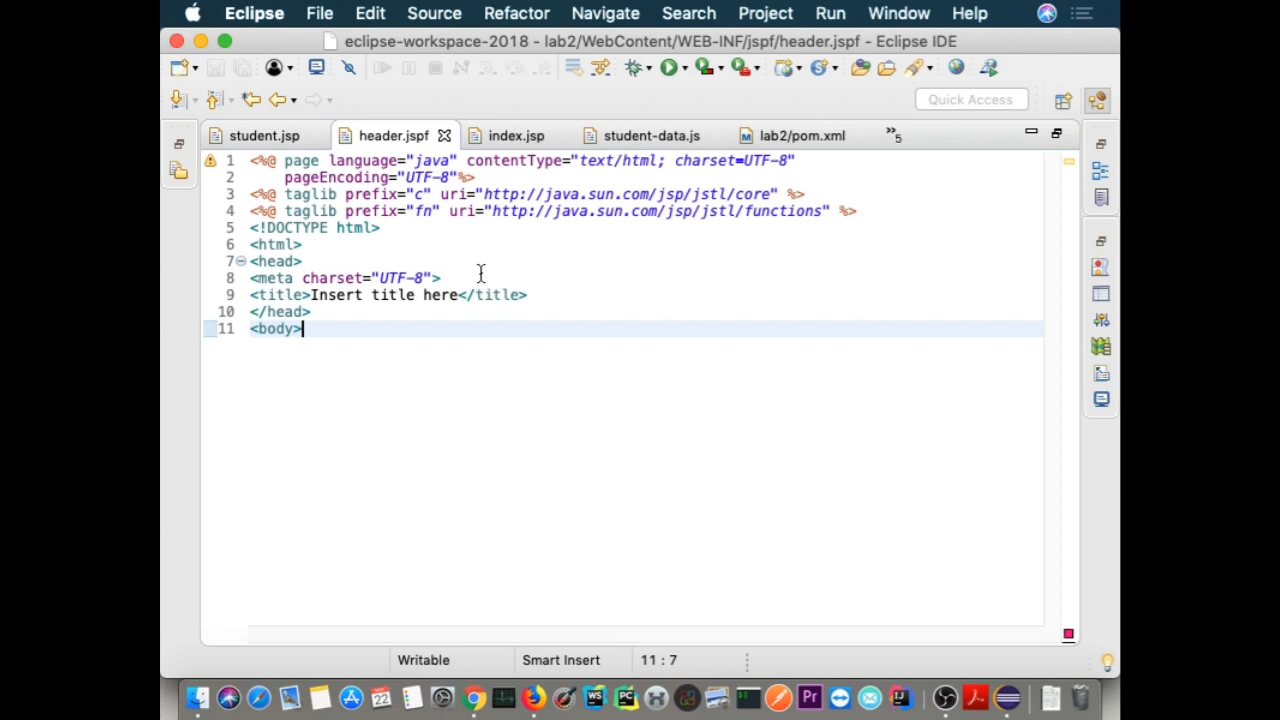 Eclipse File Edit Source Refactor Navigate Search Project Run Window Help
eclipse-workspace-2018 - lab2/WebContent/WEB-INF/jspf/header.jspf - Eclipse IDE
Quick Access
student.jsp header.jspf index.jsp student-data.js lab2/pom.xml »5
1 <%@ page language="java" contentType="text/html; charset=UTF-8"
2 pageEncoding="UTF-8"%>
3 <%@ taglib prefix="c" uri="http://java.sun.com/jsp/jstl/core" %>
4 <%@ taglib prefix="fn" uri="http://java.sun.com/jsp/jstl/functions" %>
5 <!DOCTYPE html>
6 <html>
7 <head>
8 <meta charset="UTF-8">
9 <title>Insert title here</title>
10 </head>
11 <body>
Writable Smart Insert 11 : 7
22 WS PC Pr